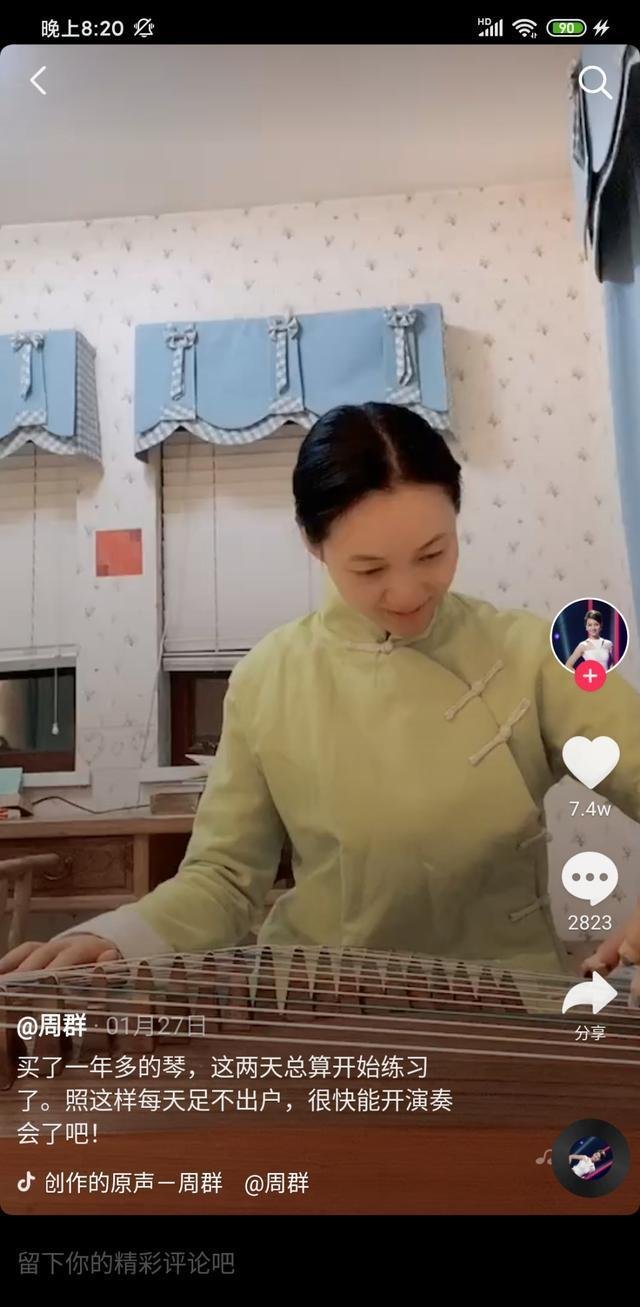 晚上8:20
HD
90
7.4w
2823
分享
@周群 · 01月27日
买了一年多的琴，这两天总算开始练习
了。照这样每天足不出户，很快能开演奏
会了吧！
创作的原声－周群 @周群
留下你的精彩评论吧